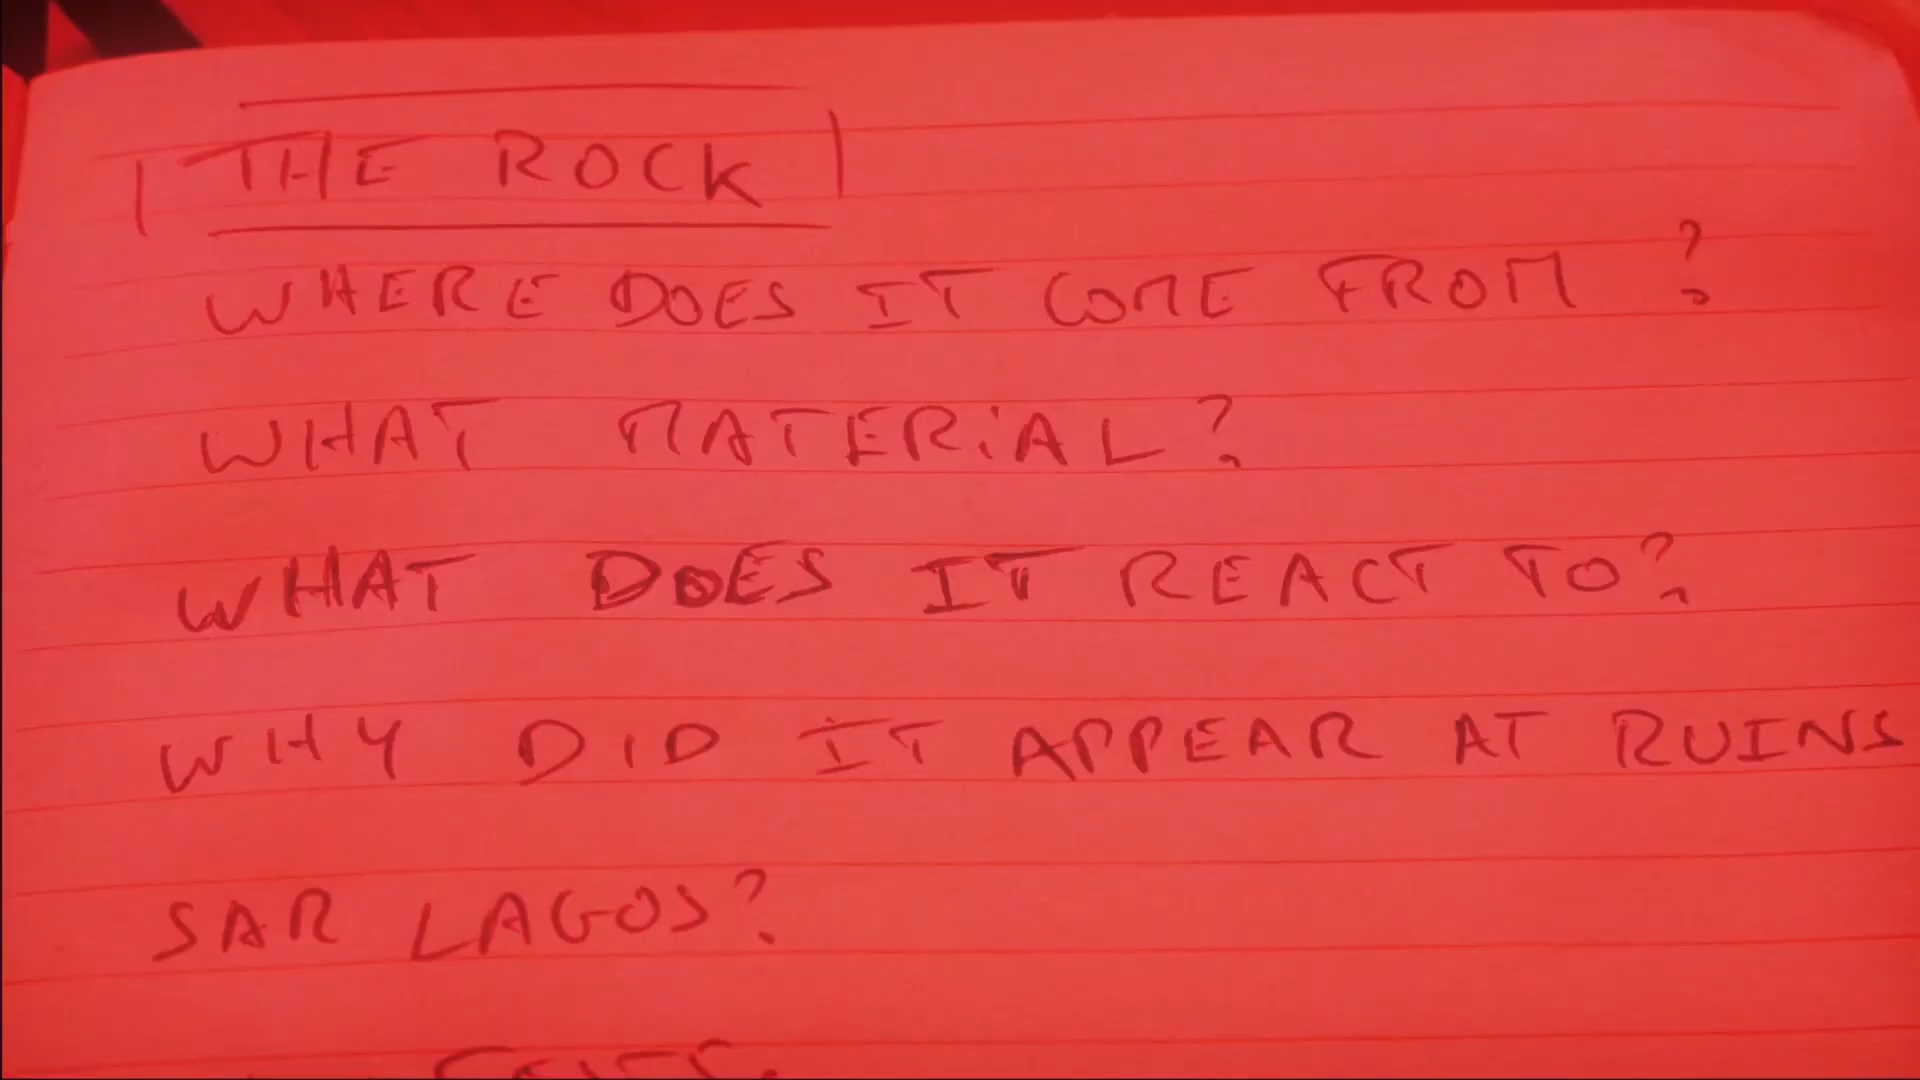 THE ROCK
WHERE DOES IT COME FROM?
WHAT MATERIAL?
WHAT DOES IT REACT TO?
WHY DID IT APPEAR AT RUINS
SAR LAGOS?